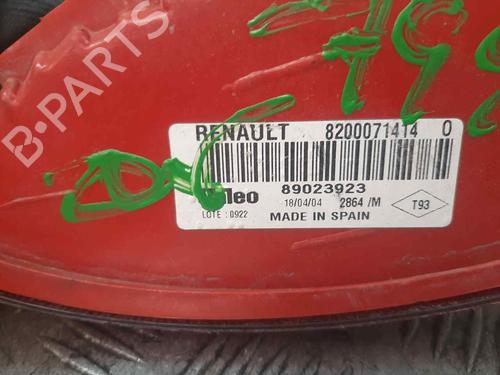 B-PARTS
RENAULT 8200071414 0
89023923
Valeo 18/04/04 2864 /M T93
LOTE : 0922 MADE IN SPAIN